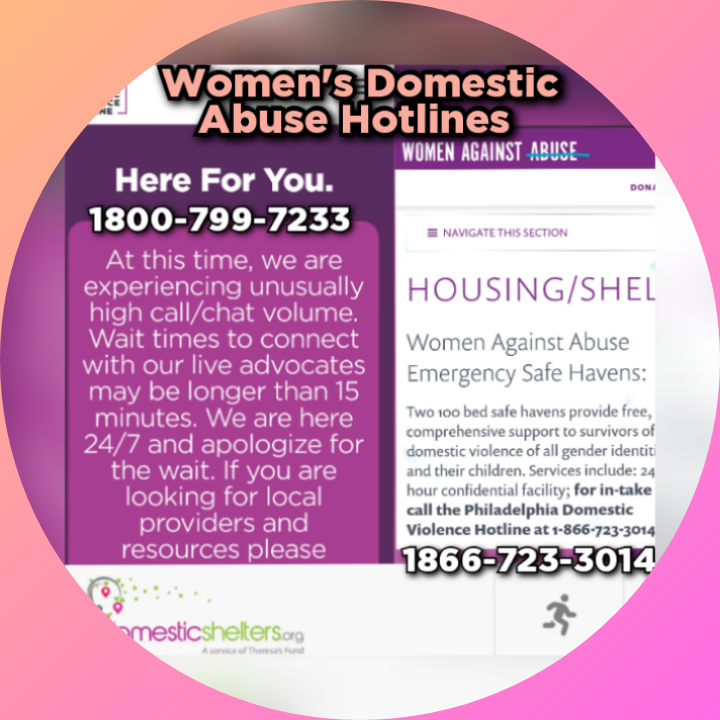 Women's Domestic
Abuse Hotlines
CE
NE
Here For You.
1800-799-7233
At this time, we are
experiencing unusually
high call/chat volume.
Wait times to connect
with our live advocates
may be longer than 15
minutes. We are here
24/7 and apologize for
the wait. If you are
looking for local
providers and
resources please
omesticshelters.org
A service of Theresa's Fund
WOMEN AGAINST ABUSE
DONA
NAVIGATE THIS SECTION
HOUSING/SHEL
Women Against Abuse
Emergency Safe Havens:
Two 100 bed safe havens provide free,
comprehensive support to survivors of
domestic violence of all gender identiti
and their children. Services include: 24
hour confidential facility; for in-take
call the Philadelphia Domestic
Violence Hotline at 1-866-723-3014
1866-723-3014